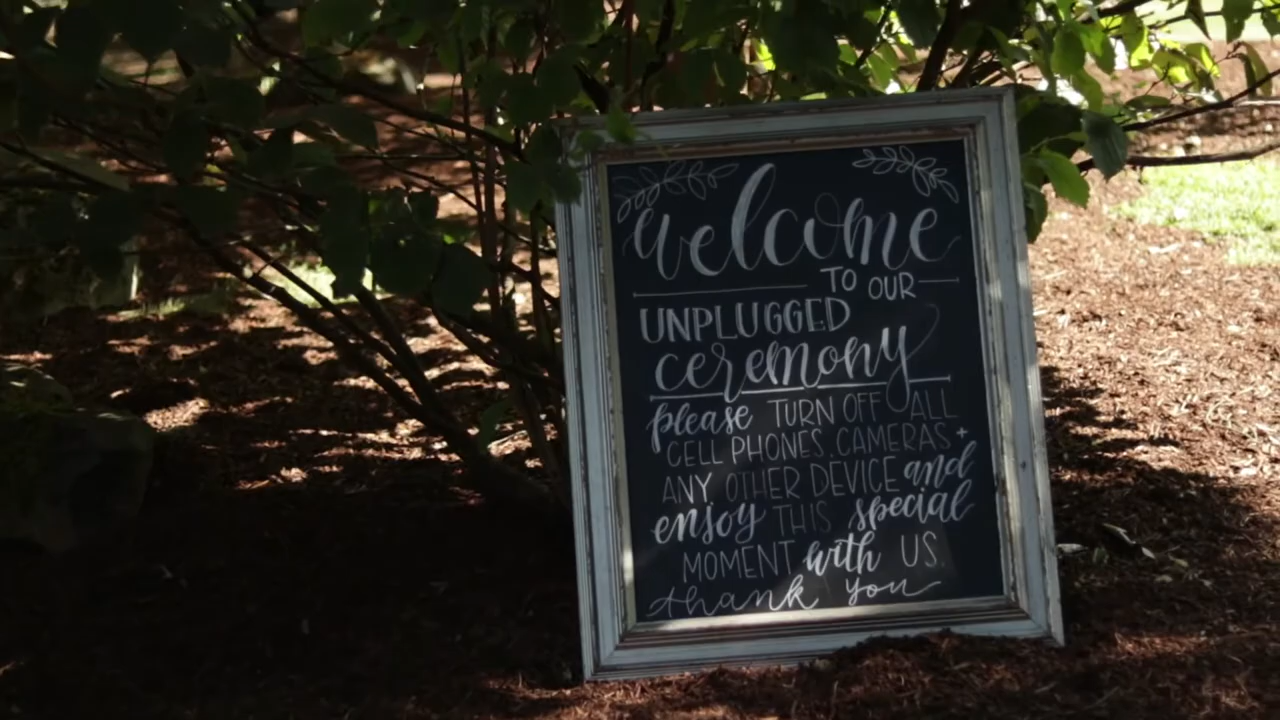 welcome
TO OUR
UNPLUGGED
ceremony
please TURN OFF ALL
CELL PHONES, CAMERAS +
ANY OTHER DEVICE and
enjoy THIS special
MOMENT with US.
thank you